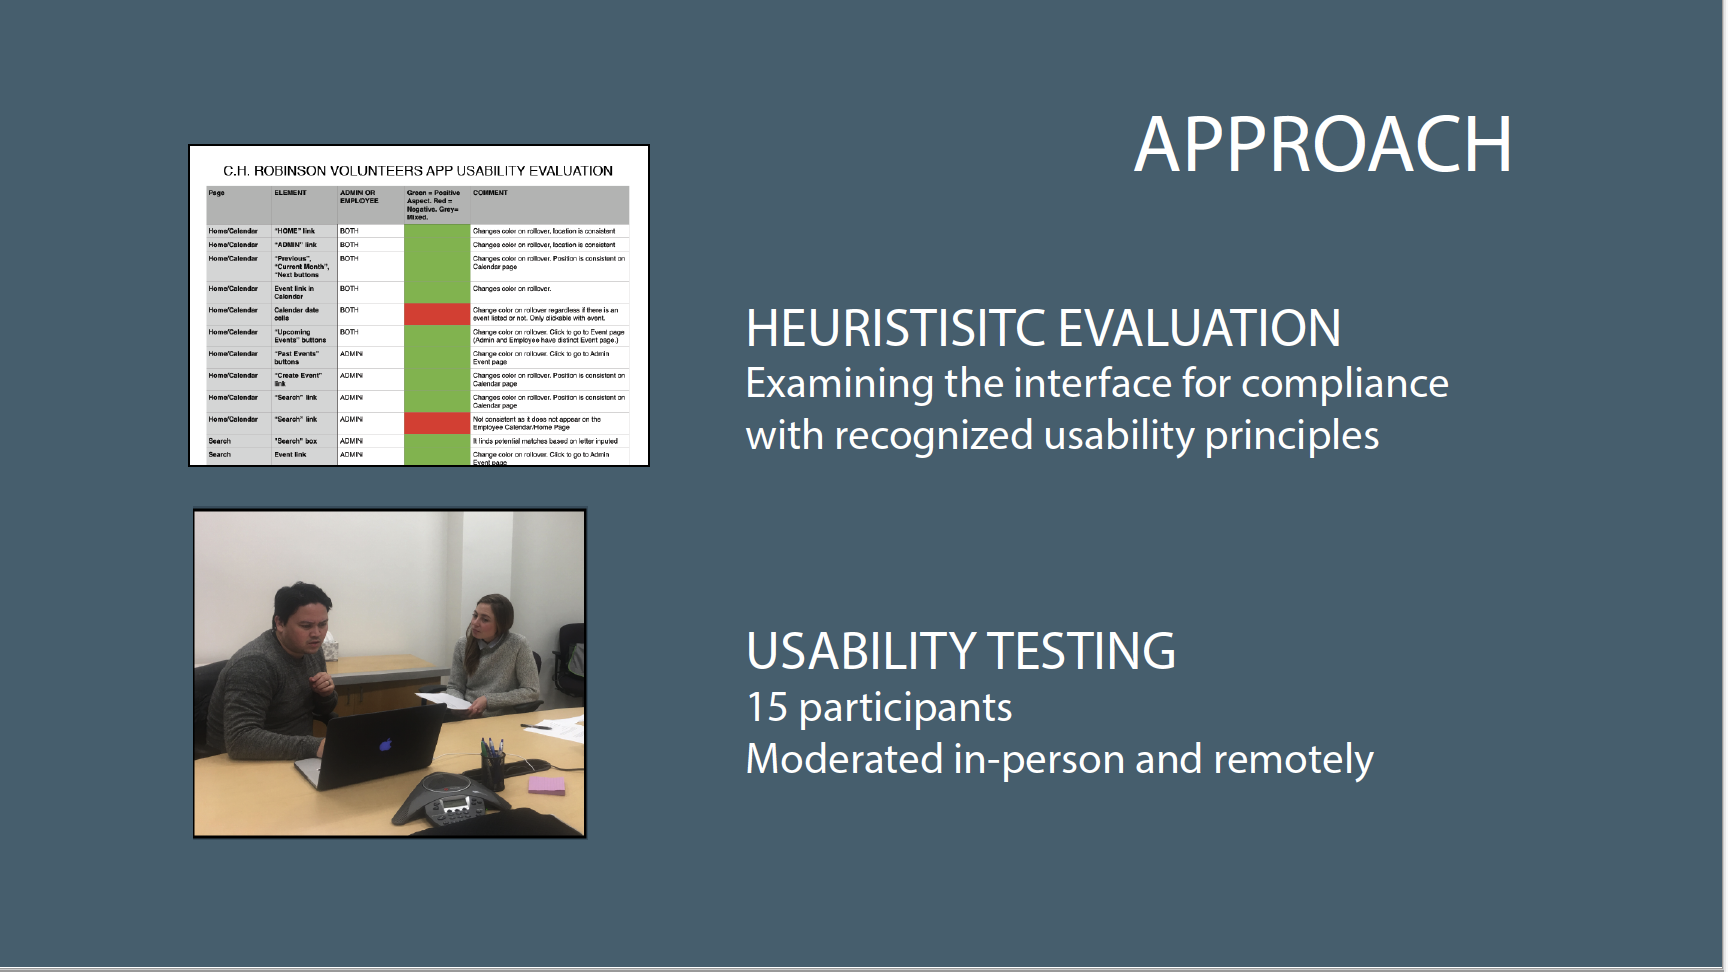 APPROACH
C.H. ROBINSON VOLUNTEERS APP USABILITY EVALUATION
Page ELEMENT ADMIN OR EMPLOYEE Green = Positive Aspect. Red = Negative. Grey= Mixed. COMMENT
Home/Calendar "HOME" link BOTH Changes color on rollover, location is consistent
Home/Calendar "ADMIN" link BOTH Changes color on rollover, location is consistent
Home/Calendar "Previous", "Current Month", "Next buttons BOTH Changes color on rollover. Position is consistent on Calendar page
Home/Calendar Event link in Calendar BOTH Changes color on rollover.
Home/Calendar Calendar date cells BOTH Change color on rollover regardless if there is an event listed or not. Only clickable with event.
Home/Calendar "Upcoming Events" buttons BOTH Change color on rollover. Click to go to Event page (Admin and Employee have distinct Event page.)
Home/Calendar "Past Events" buttons ADMIN Change color on rollover. Click to go to Admin Event page
Home/Calendar "Create Event" link ADMIN Changes color on rollover. Position is consistent on Calendar page
Home/Calendar "Search" link ADMIN Changes color on rollover. Position is consistent on Calendar page
Home/Calendar "Search" link ADMIN Not consistent as it does not appear on the Employee Calendar/Home Page
Search "Search" box ADMIN It finds potential matches based on letter inputed
Search Event link ADMIN Change color on rollover. Click to go to Admin Event page
HEURISTISITC EVALUATION
Examining the interface for compliance
with recognized usability principles
USABILITY TESTING
15 participants
Moderated in-person and remotely